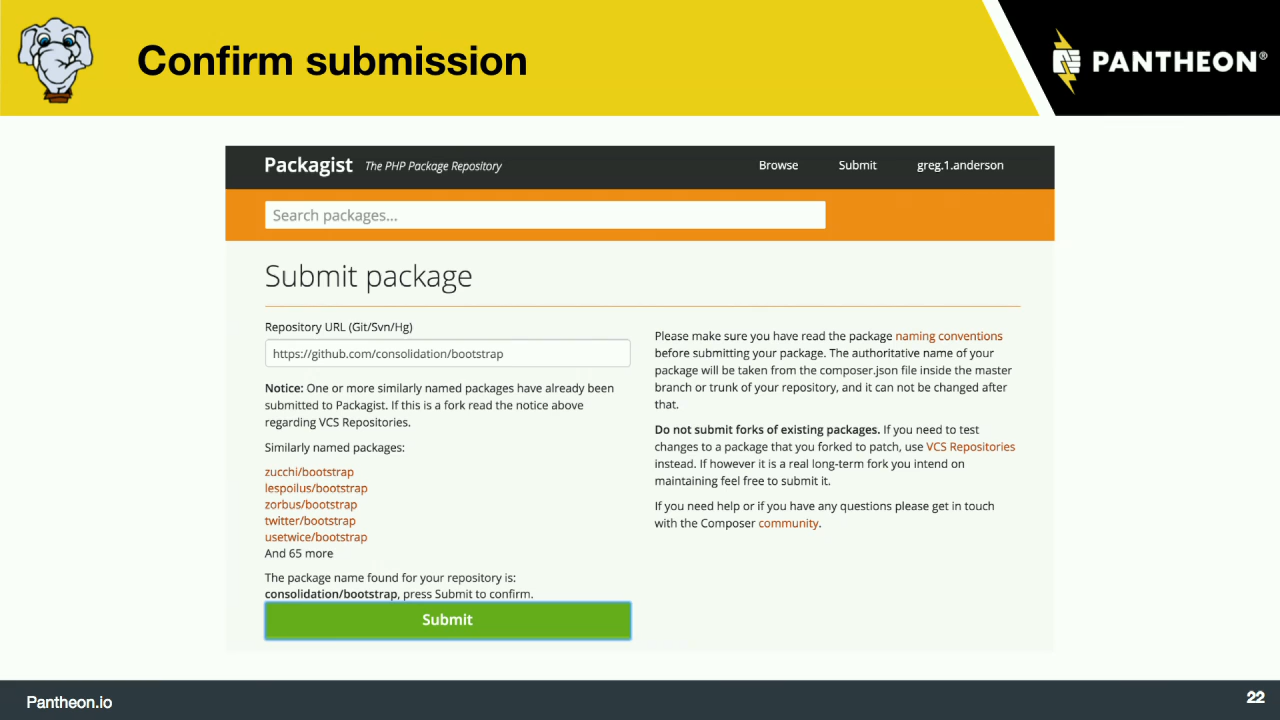 Confirm submission
PANTHEON®
Packagist The PHP Package Repository
Browse Submit greg.1.anderson
Search packages...
Submit package
Repository URL (Git/Svn/Hg)
https://github.com/consolidation/bootstrap
Notice: One or more similarly named packages have already been
submitted to Packagist. If this is a fork read the notice above
regarding VCS Repositories.
Similarly named packages:
zucchi/bootstrap
lespoilus/bootstrap
zorbus/bootstrap
twitter/bootstrap
usetwice/bootstrap
And 65 more
The package name found for your repository is:
consolidation/bootstrap, press Submit to confirm.
Submit
Please make sure you have read the package naming conventions
before submitting your package. The authoritative name of your
package will be taken from the composer.json file inside the master
branch or trunk of your repository, and it can not be changed after
that.
Do not submit forks of existing packages. If you need to test
changes to a package that you forked to patch, use VCS Repositories
instead. If however it is a real long-term fork you intend on
maintaining feel free to submit it.
If you need help or if you have any questions please get in touch
with the Composer community.
Pantheon.io
22